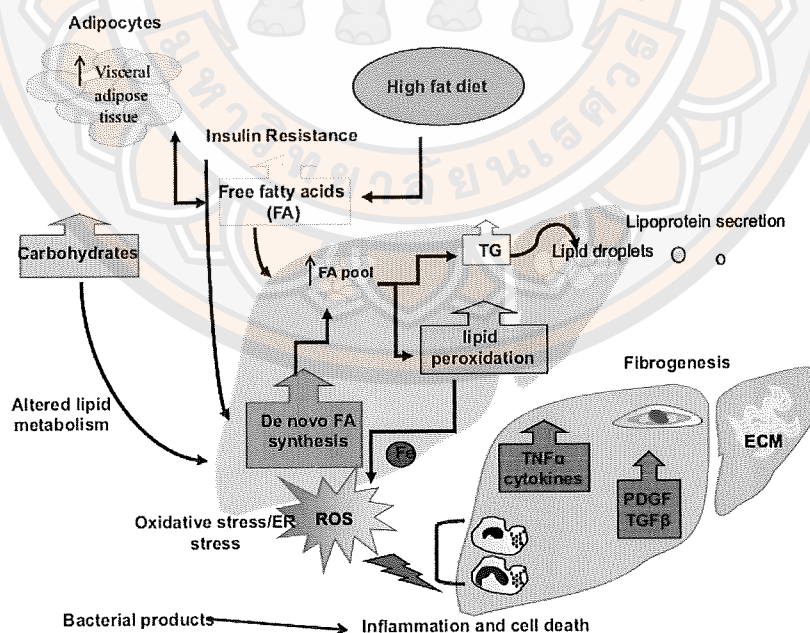 Adipocytes
↑ Visceral
adipose
tissue
High fat diet
Insulin Resistance
Free fatty acids
(FA)
Carbohydrates
↑ FA pool
TG
Lipoprotein secretion
Lipid droplets
lipid
peroxidation
Fibrogenesis
Altered lipid
metabolism
De novo FA
synthesis
Fe
TNFα
cytokines
ECM
PDGF
TGFβ
Oxidative stress/ER
stress
ROS
Bacterial products
Inflammation and cell death